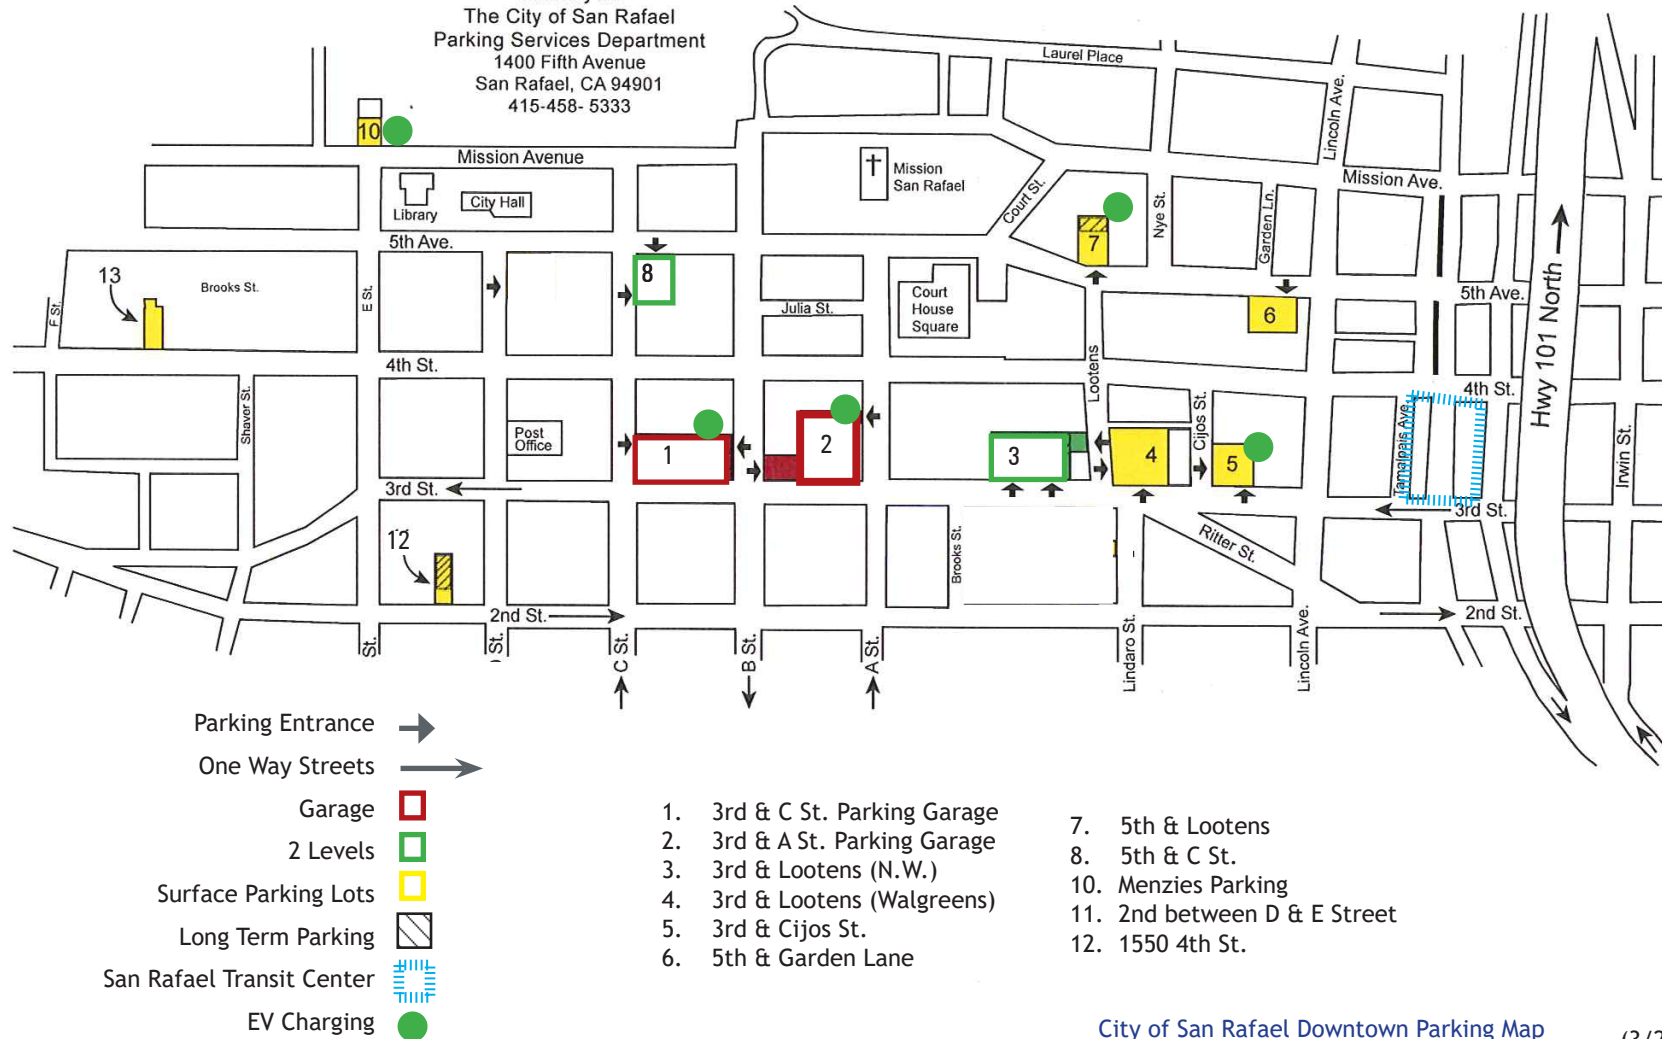 The City of San Rafael
Parking Services Department
1400 Fifth Avenue
San Rafael, CA 94901
415-458- 5333
Laurel Place
Lincoln Ave.
10
Mission Avenue
Mission
San Rafael
Mission Ave.
Library
City Hall
Court St.
Nye St.
Garden Ln.
5th Ave.
7
Hwy 101 North
13
Brooks St.
F St.
E St.
8
Julia St.
Court
House
Square
6
5th Ave.
4th St.
Lootens
4th St.
Shaver St.
Post
Office
1
2
3
4
Cijos St.
5
Tamalpais Ave.
Irwin St.
3rd St.
3rd St.
12
Brooks St.
Ritter St.
2nd St.
2nd St.
St.
St.
C St.
B St.
A St.
Lindaro St.
Lincoln Ave.
Parking Entrance
One Way Streets
Garage
2 Levels
Surface Parking Lots
Long Term Parking
San Rafael Transit Center
EV Charging
1. 3rd & C St. Parking Garage
2. 3rd & A St. Parking Garage
3. 3rd & Lootens (N.W.)
4. 3rd & Lootens (Walgreens)
5. 3rd & Cijos St.
6. 5th & Garden Lane
7. 5th & Lootens
8. 5th & C St.
10. Menzies Parking
11. 2nd between D & E Street
12. 1550 4th St.
City of San Rafael Downtown Parking Map
(3/2